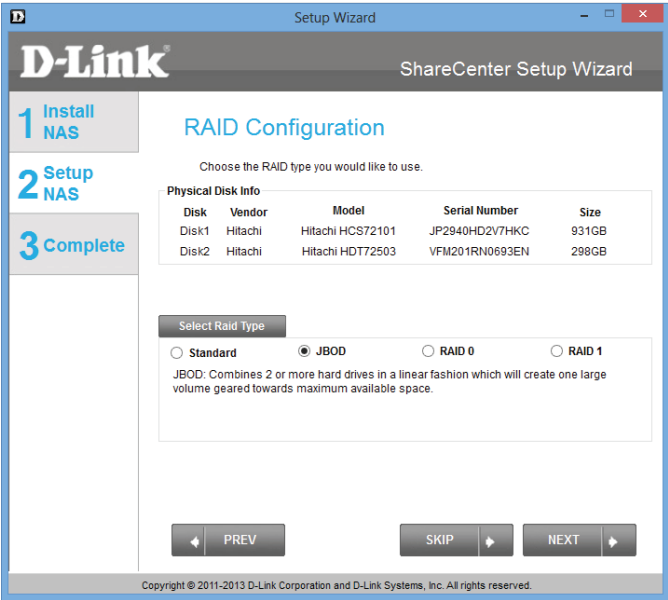 D Setup Wizard
D-Link®
ShareCenter Setup Wizard
1 Install NAS
2 Setup NAS
3 Complete
RAID Configuration
Choose the RAID type you would like to use.
Physical Disk Info
Disk Vendor Model Serial Number Size
Disk1 Hitachi Hitachi HCS72101 JP2940HD2V7HKC 931GB
Disk2 Hitachi Hitachi HDT72503 VFM201RN0693EN 298GB
Select Raid Type
Standard JBOD RAID 0 RAID 1
JBOD: Combines 2 or more hard drives in a linear fashion which will create one large
volume geared towards maximum available space.
PREV SKIP NEXT
Copyright © 2011-2013 D-Link Corporation and D-Link Systems, Inc. All rights reserved.